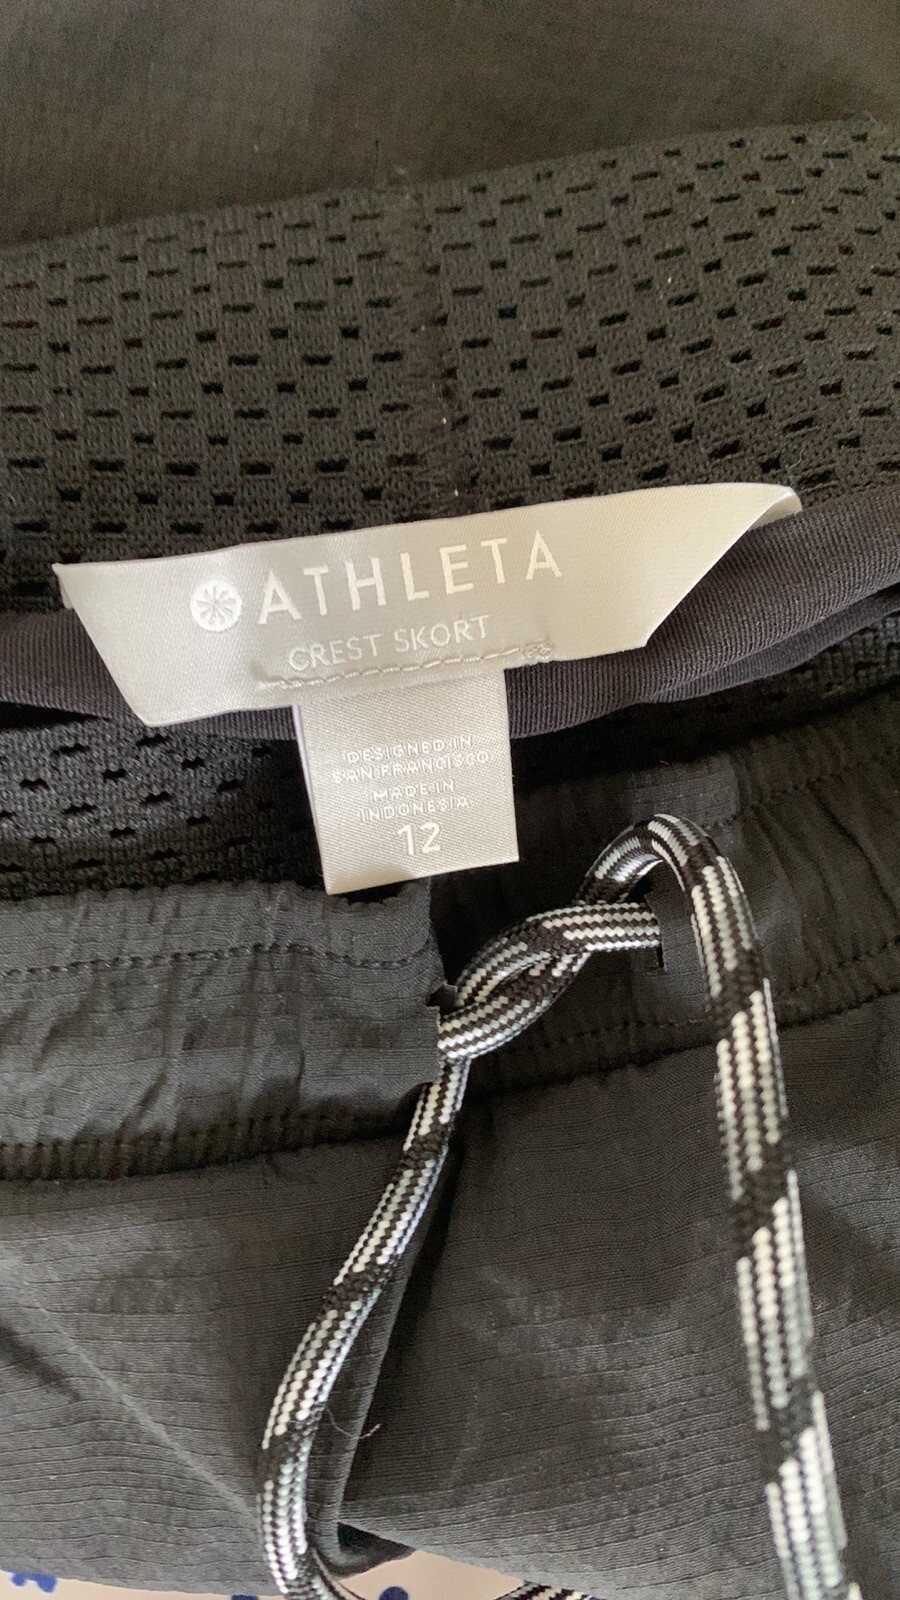 ATHLETA
CREST SKORT
DESIGNED IN
SAN FRANCISCO
MADE IN
INDONESIA
12